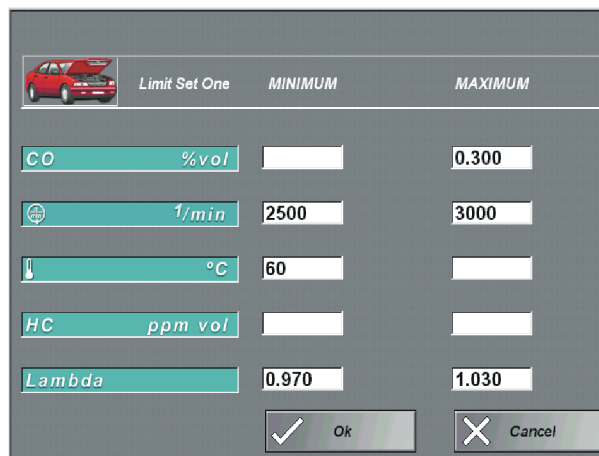 Limit Set One MINIMUM MAXIMUM
CO %vol 0.300
1/min 2500 3000
°C 60
HC ppm vol
Lambda 0.970 1.030
Ok Cancel